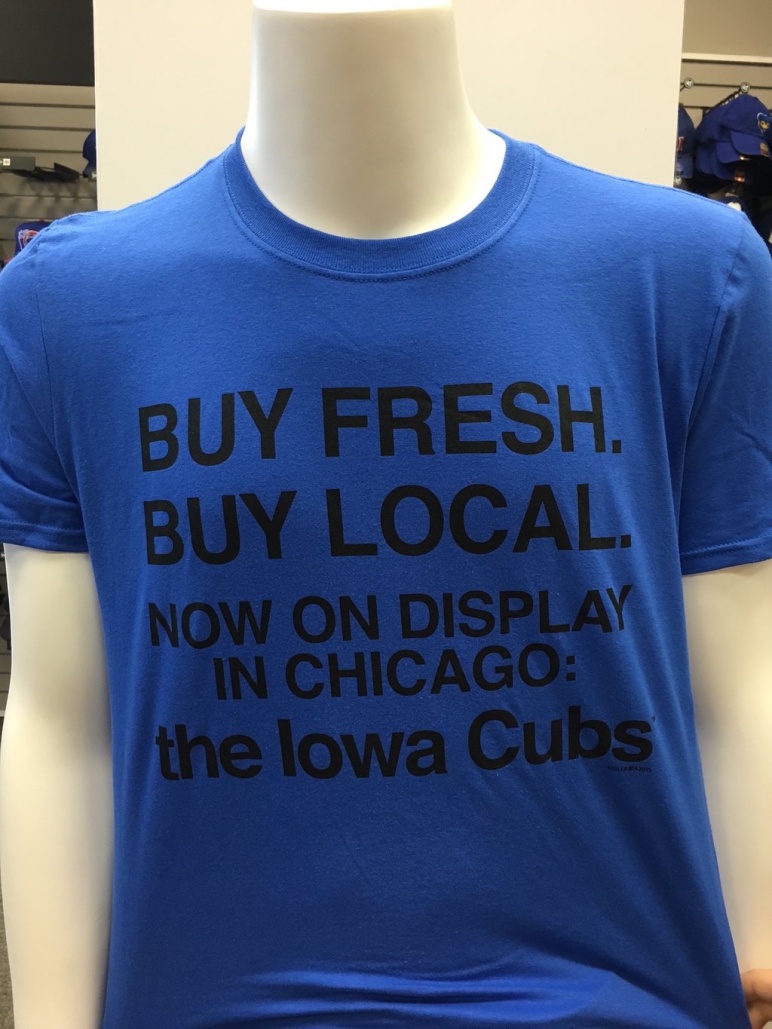 BUY FRESH.
BUY LOCAL.
NOW ON DISPLAY
IN CHICAGO:
the Iowa Cubs